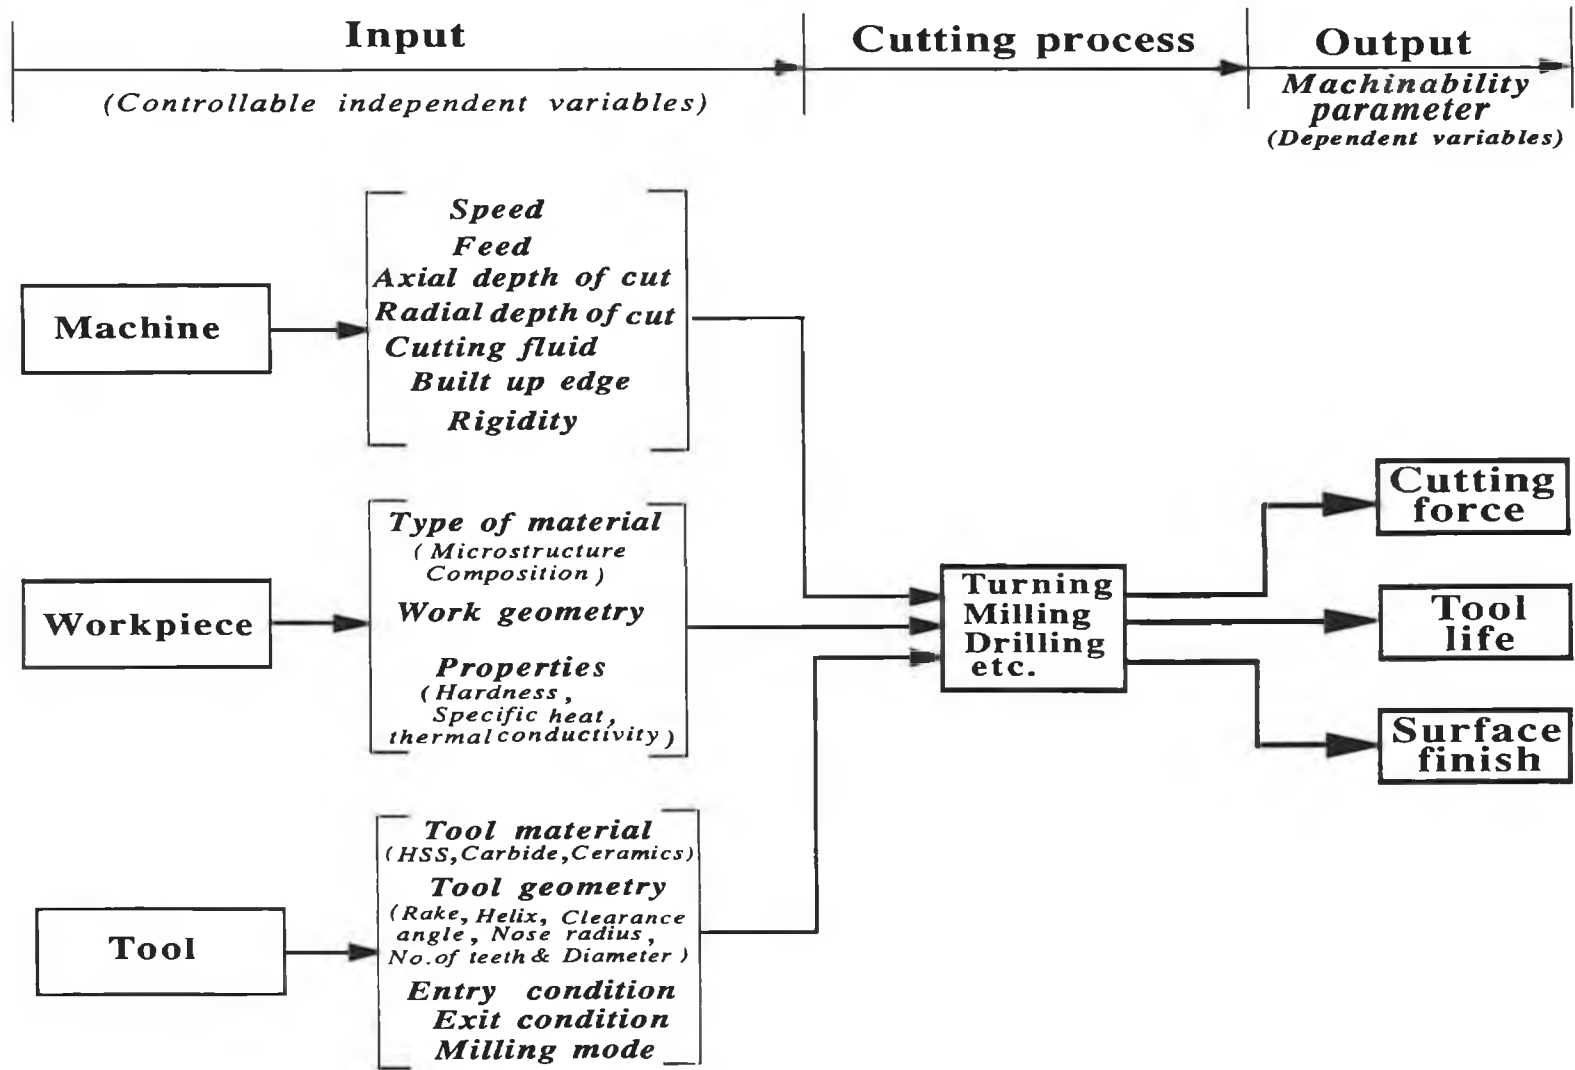 Input
Cutting process
Output
(Controllable independent variables)
Machinability
parameter
(Dependent variables)
Machine
Speed
Feed
Axial depth of cut
Radial depth of cut
Cutting fluid
Built up edge
Rigidity
Workpiece
Type of material
(Microstructure
Composition)
Work geometry
Properties
(Hardness,
Specific heat,
thermal conductivity)
Tool
Tool material
(HSS,Carbide,Ceramics)
Tool geometry
(Rake, Helix, Clearance
angle, Nose radius,
No.of teeth & Diameter)
Entry condition
Exit condition
Milling mode
Turning
Milling
Drilling
etc.
Cutting
force
Tool
life
Surface
finish